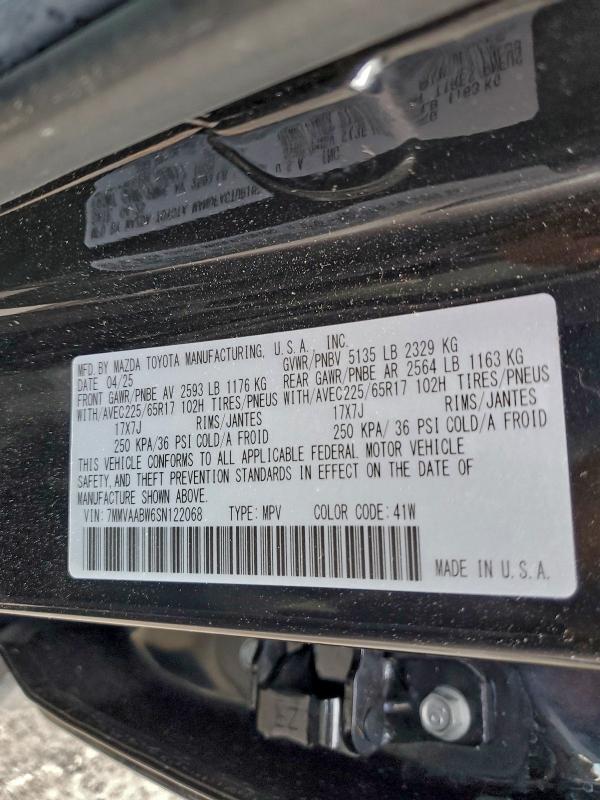 MFD. BY MAZDA TOYOTA MANUFACTURING, U.S.A., INC.
DATE 04/25 GVWR/PNBV 5135 LB 2329 KG
FRONT GAWR/PNBE AV 2593 LB 1176 KG REAR GAWR/PNBE AR 2564 LB 1163 KG
WITH/AVEC225/65R17 102H TIRES/PNEUS WITH/AVEC225/65R17 102H TIRES/PNEUS
17X7J RIMS/JANTES 17X7J RIMS/JANTES
250 KPA/36 PSI COLD/A FROID 250 KPA/ 36 PSI COLD/A FROID
THIS VEHICLE CONFORMS TO ALL APPLICABLE FEDERAL MOTOR VEHICLE
SAFETY, AND THEFT PREVENTION STANDARDS IN EFFECT ON THE DATE OF
MANUFACTURE SHOWN ABOVE.
VIN: 7MMVAABW6SN122068 TYPE: MPV COLOR CODE: 41W
MADE IN U.S.A.